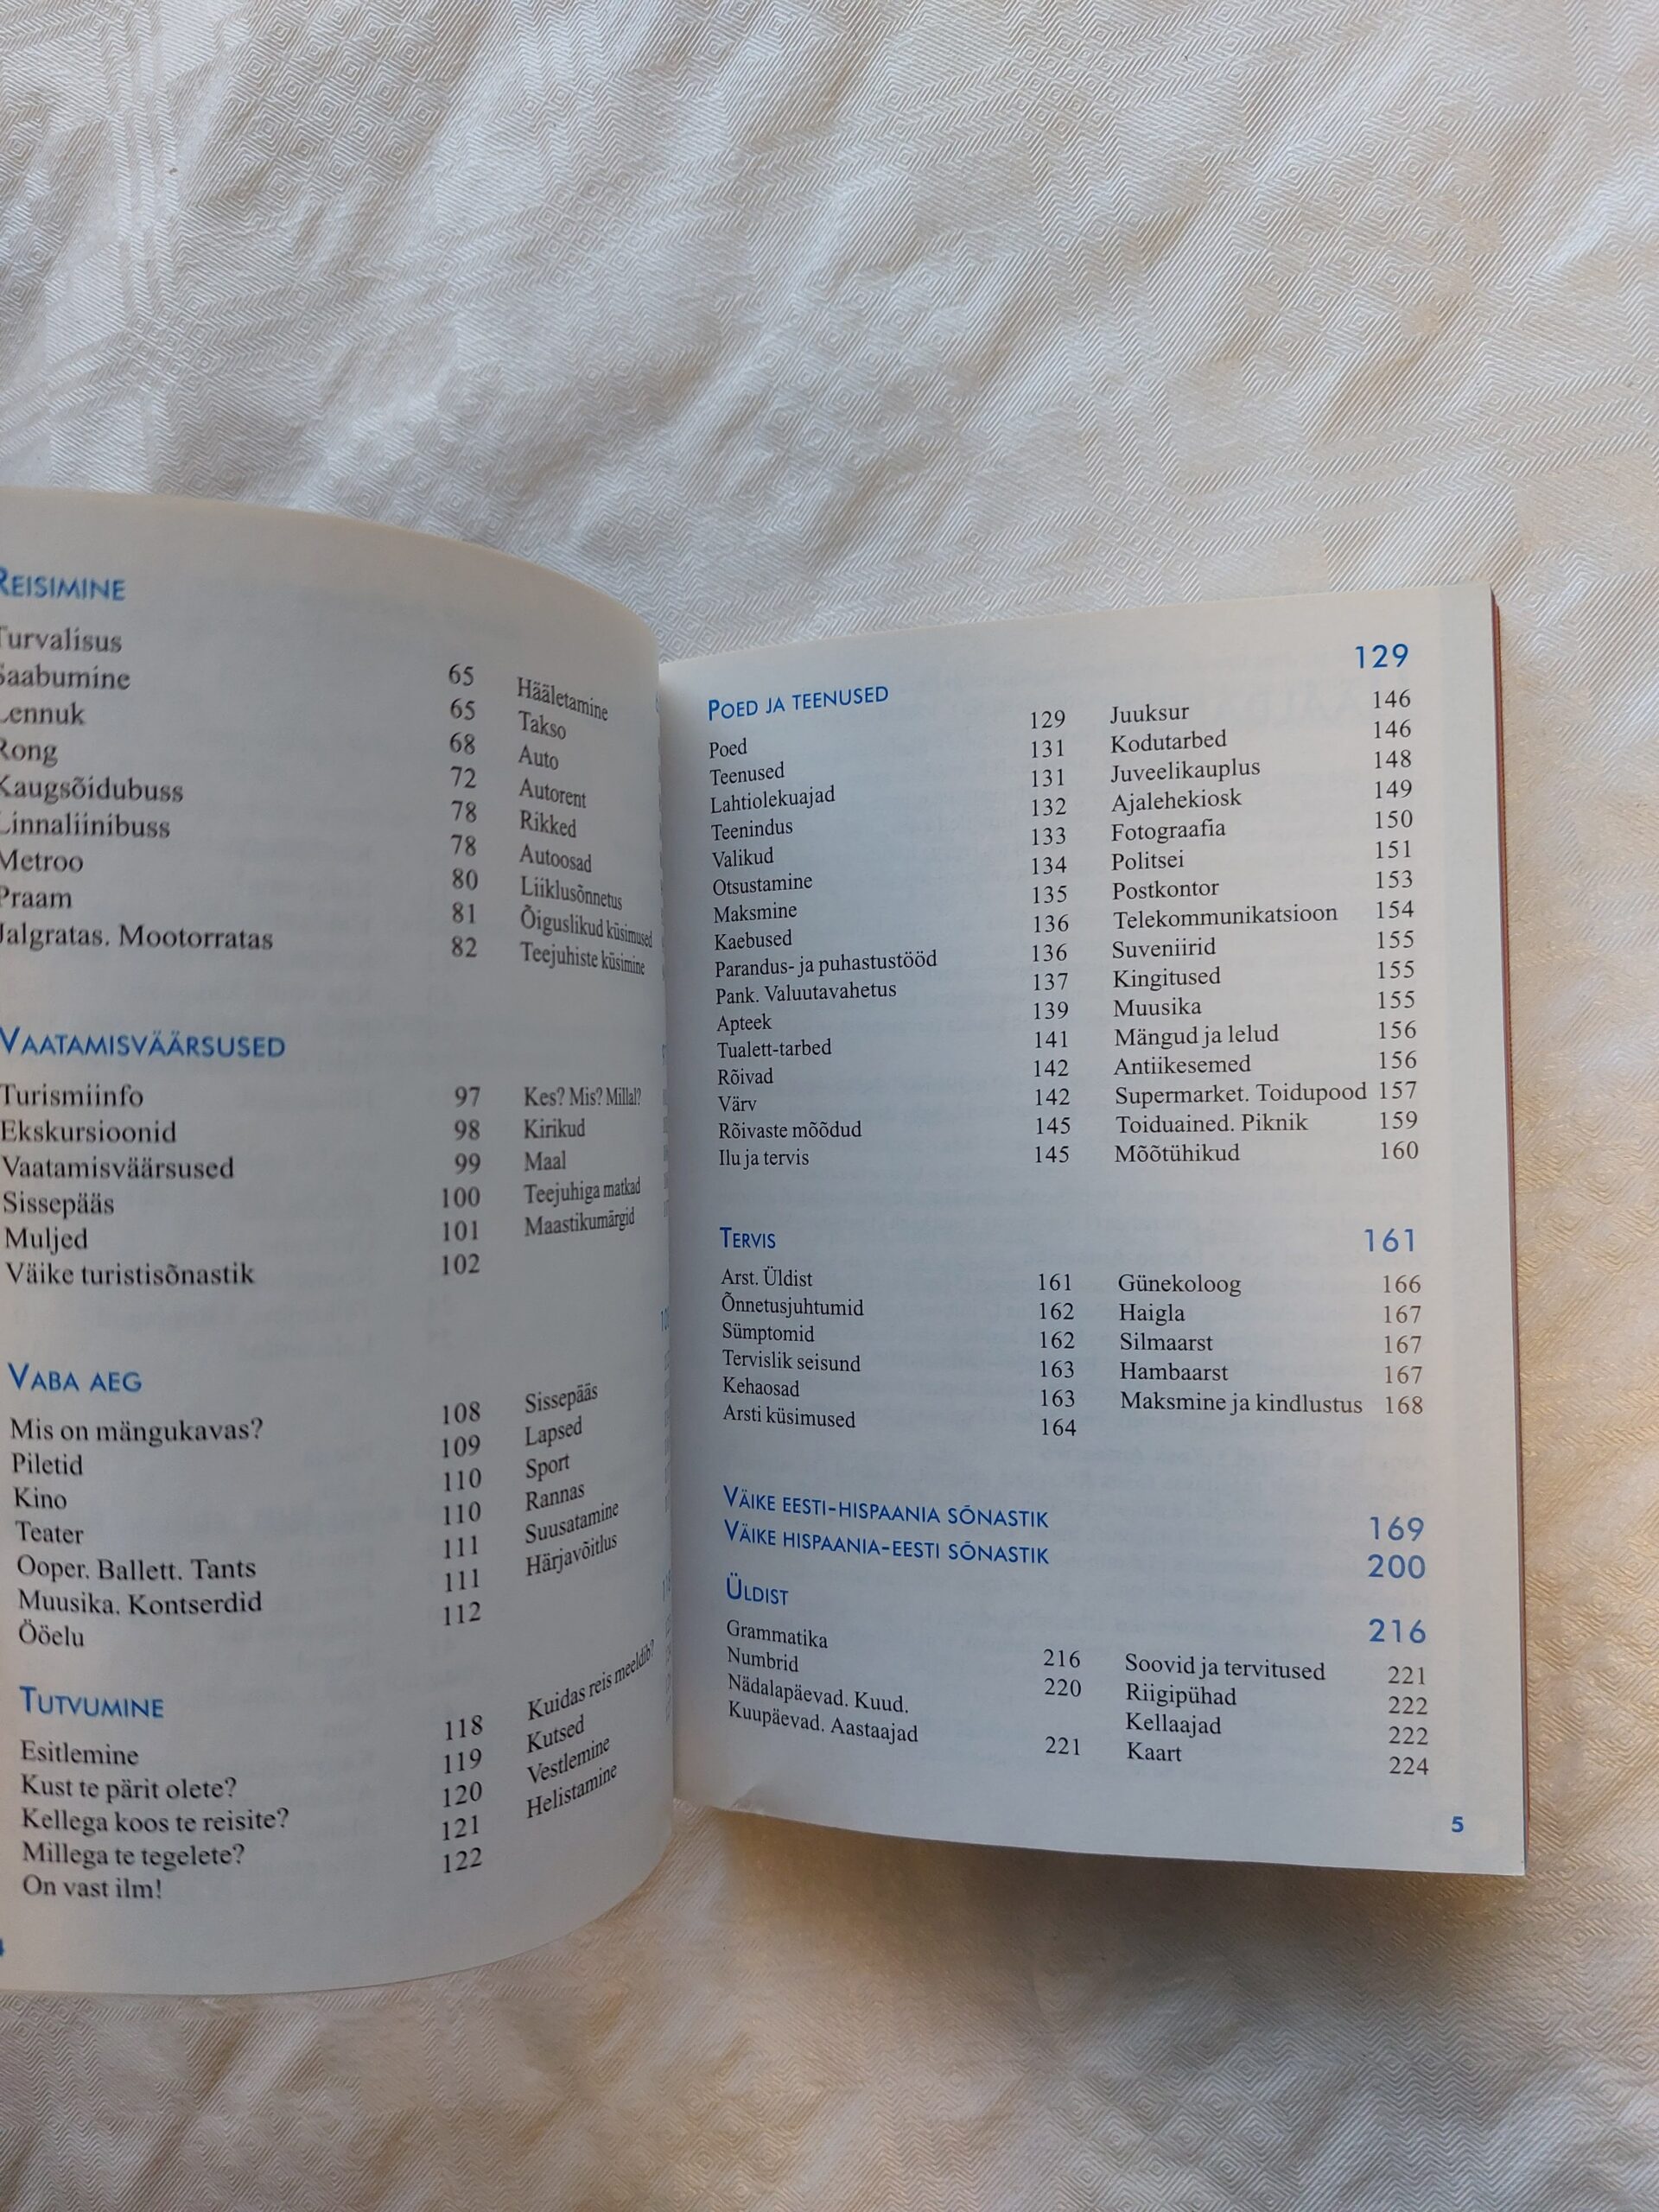 REISIMINE
Turvalisus 65 Hääletamine
Saabumine 65 Takso
Lennuk 68 Auto
Rong 72 Autorent
Kaugsõidubuss 78 Rikked
Linnaliinibuss 78 Autoosad
Metroo 80 Liiklusõnnetus
Praam 81 Õiguslikud küsimused
Jalgratas. Mootorratas 82 Teejuhiste küsimine
VAATAMISVÄÄRSUSED
Turismiinfo 97 Kes? Mis? Millal?
Ekskursioonid 98 Kirikud
Vaatamisväärsused 99 Maal
Sissepääs 100 Teejuhiga matkad
Muljed 101 Maastikumärgid
Väike turistisõnastik 102
VABA AEG
Mis on mängukavas? 108 Sissepääs
Piletid 109 Lapsed
Kino 110 Sport
Teater 110 Rannas
Ooper. Ballett. Tants 111 Suusatamine
Muusika. Kontserdid 111 Härjavõitlus
Ööelu 112
TUTVUMINE
Esitlemine 118 Kuidas reis meeldib?
Kust te pärit olete? 119 Kutsed
Kellega koos te reisite? 120 Vestlemine
Millega te tegelete? 121 Helistamine
On vast ilm! 122
POED JA TEENUSED 129
Poed 129 Juuksur 146
Teenused 131 Kodutarbed 146
Lahtiolekuajad 131 Juveelikauplus 148
Teenindus 132 Ajalehekiosk 149
Valikud 133 Fotograafia 150
Otsustamine 134 Politsei 151
Maksmine 135 Postkontor 153
Kaebused 136 Telekommunikatsioon 154
Parandus- ja puhastustööd 136 Suveniirid 155
Pank. Valuutavahetus 137 Kingitused 155
Apteek 139 Muusika 155
Tualett-tarbed 141 Mängud ja lelud 156
Rõivad 142 Antiikesemed 156
Värv 142 Supermarket. Toidupood 157
Rõivaste mõõdud 145 Toiduained. Piknik 159
Ilu ja tervis 145 Mõõtühikud 160
TERVIS 161
Arst. Üldist 161 Günekoloog 166
Õnnetusjuhtumid 162 Haigla 167
Sümptomid 162 Silmaarst 167
Tervislik seisund 163 Hambaarst 167
Kehaosad 163 Maksmine ja kindlustus 168
Arsti küsimused 164
VÄIKE EESTI-HISPAANIA SÕNASTIK 169
VÄIKE HISPAANIA-EESTI SÕNASTIK 200
ÜLDIST 216
Grammatika 216 Soovid ja tervitused 221
Numbrid 220 Riigipühad 222
Nädalapäevad. Kuud. Kellaajad 222
Kuupäevad. Aastaajad 221 Kaart 224
5